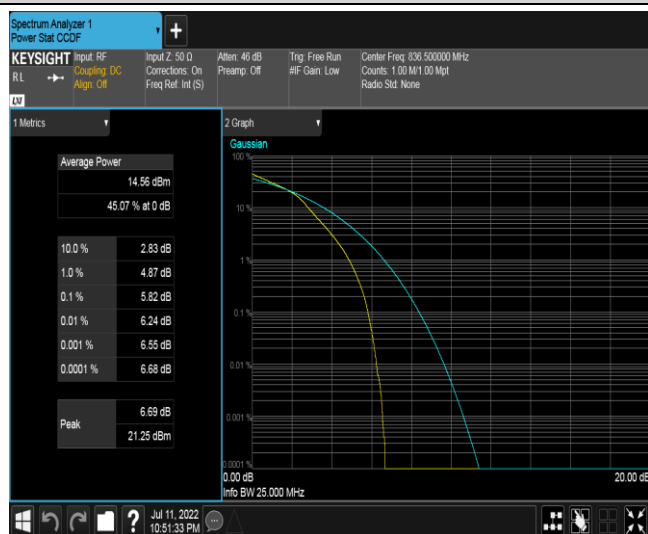 Spectrum Analyzer 1
Power Stat CCDF
+
KEYSIGHT
RL
LXI
Input: RF
Coupling: DC
Align: Off
Input Z: 50 Ω
Corrections: On
Freq Ref: Int (S)
Atten: 46 dB
Preamp: Off
Trig: Free Run
#IF Gain: Low
Center Freq: 836.500000 MHz
Counts: 1.00 M/1.00 Mpt
Radio Std: None
1 Metrics
Average Power
14.56 dBm
45.07 % at 0 dB
10.0 % 2.83 dB
1.0 % 4.87 dB
0.1 % 5.82 dB
0.01 % 6.24 dB
0.001 % 6.55 dB
0.0001 % 6.68 dB
Peak
6.69 dB
21.25 dBm
2 Graph
Gaussian
100 %
10 %
1 %
0.1 %
0.01 %
0.001 %
0.0001 %
0.00 dB 20.00 dB
Info BW 25.000 MHz
?
Jul 11, 2022
10:51:33 PM